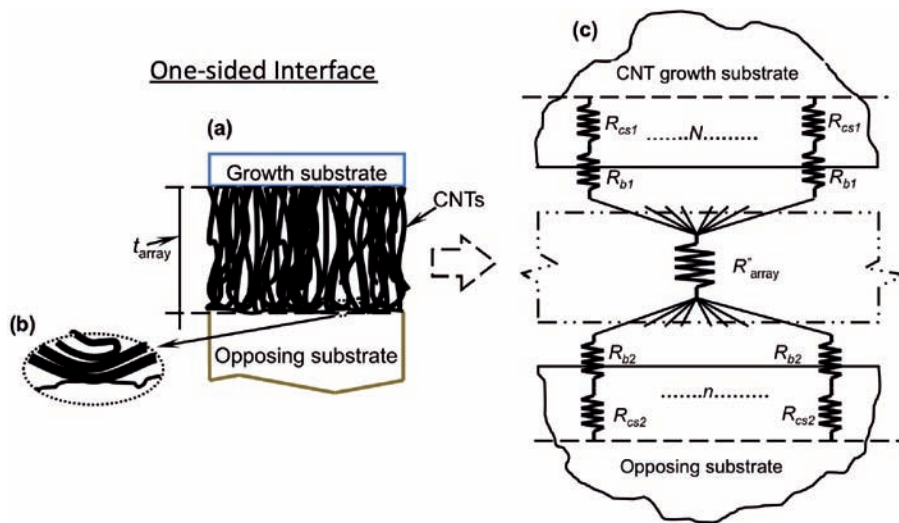 One-sided Interface
(a)
Growth substrate
CNTs
t_array
(b)
Opposing substrate
(c)
CNT growth substrate
R_cs1 R_cs1
.......N.........
R_b1 R_b1
R"_array
R_b2 R_b2
.......n.........
R_cs2 R_cs2
Opposing substrate